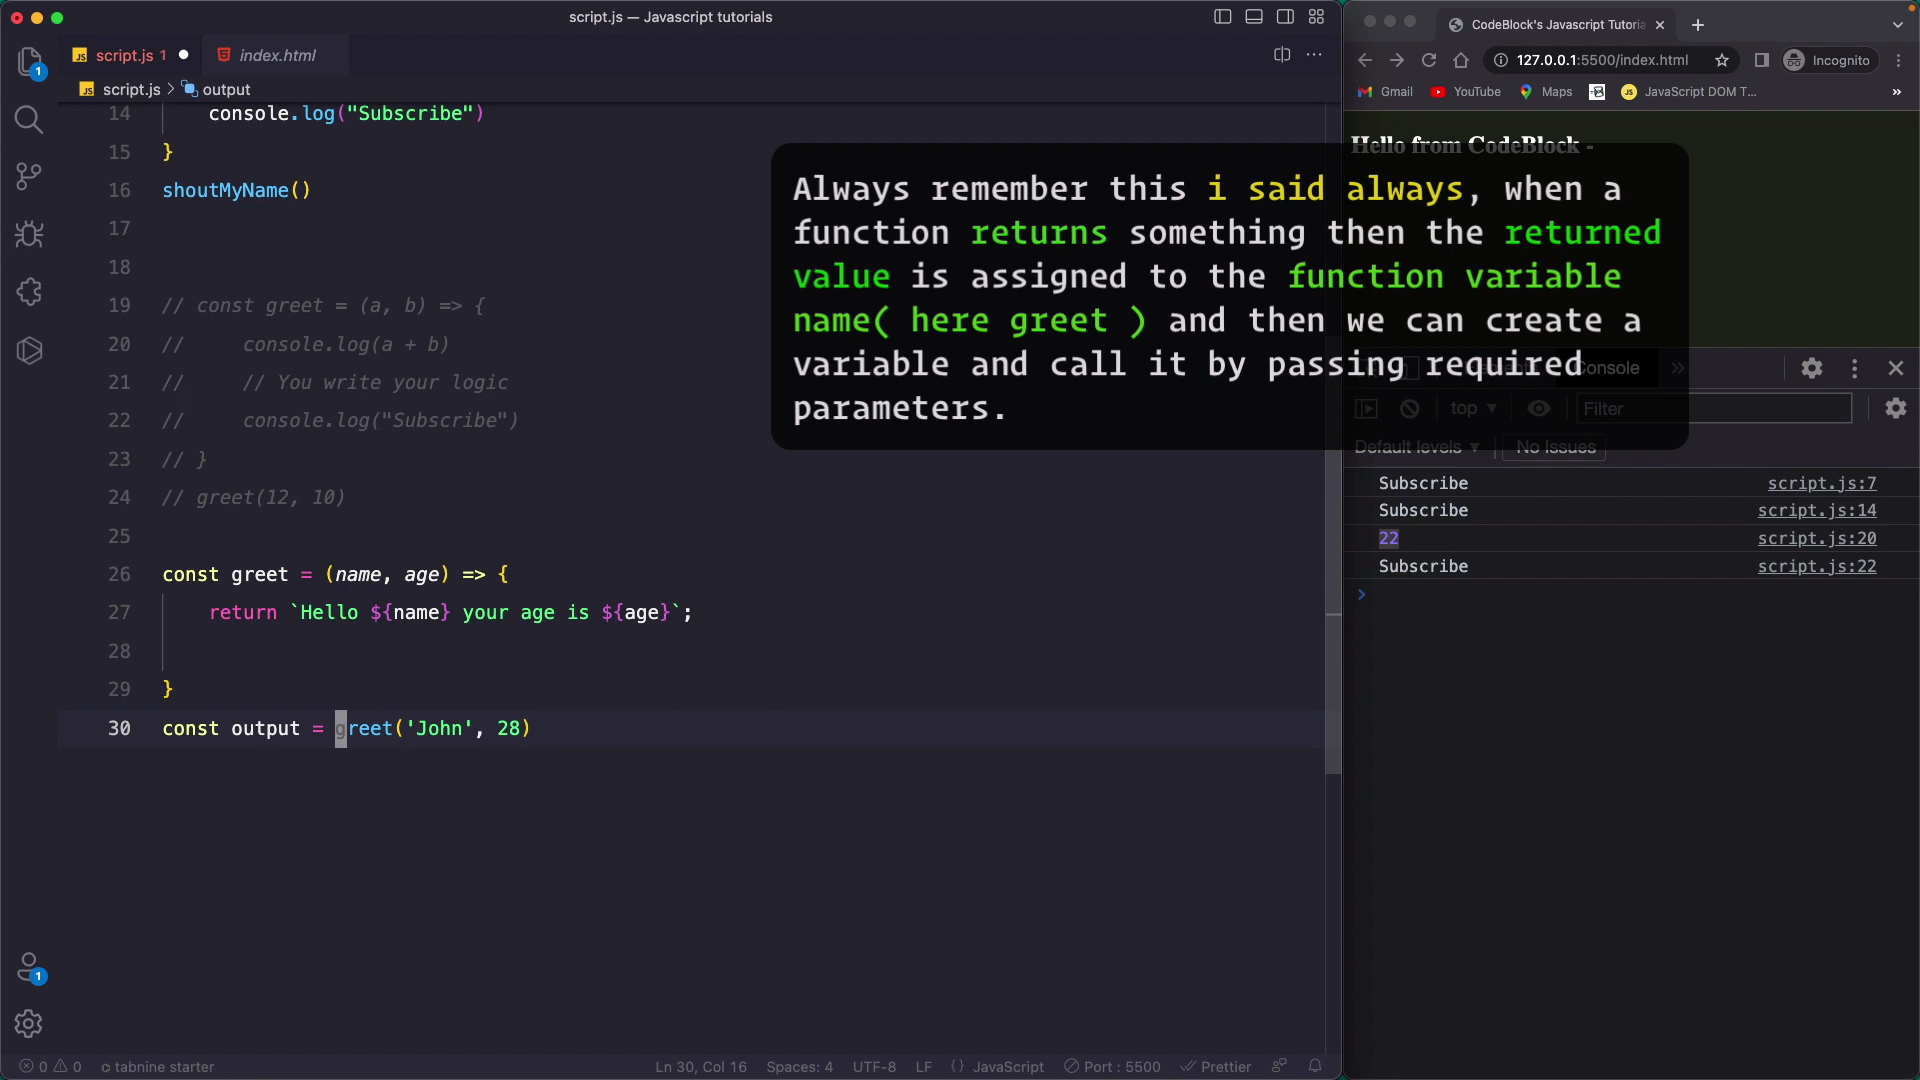 script.js — Javascript tutorials
script.js 1
index.html
script.js > output
14 console.log("Subscribe")
15 }
16 shoutMyName()
17
18
19 // const greet = (a, b) => {
20 // console.log(a + b)
21 // // You write your logic
22 // console.log("Subscribe")
23 // }
24 // greet(12, 10)
25
26 const greet = (name, age) => {
27 return `Hello ${name} your age is ${age}`;
28
29 }
30 const output = greet('John', 28)
Always remember this i said always, when a
function returns something then the returned
value is assigned to the function variable
name( here greet ) and then we can create a
variable and call it by passing required
parameters.
1
1
0 0 tabnine starter
Ln 30, Col 16 Spaces: 4 UTF-8 LF {} JavaScript Port : 5500 Prettier
CodeBlock's Javascript Tutoria
127.0.0.1:5500/index.html
Incognito
Gmail YouTube Maps JS JavaScript DOM T... »
Hello from CodeBlock -
Console »
top Filter
Default levels No Issues
Subscribe script.js:7
Subscribe script.js:14
22 script.js:20
Subscribe script.js:22